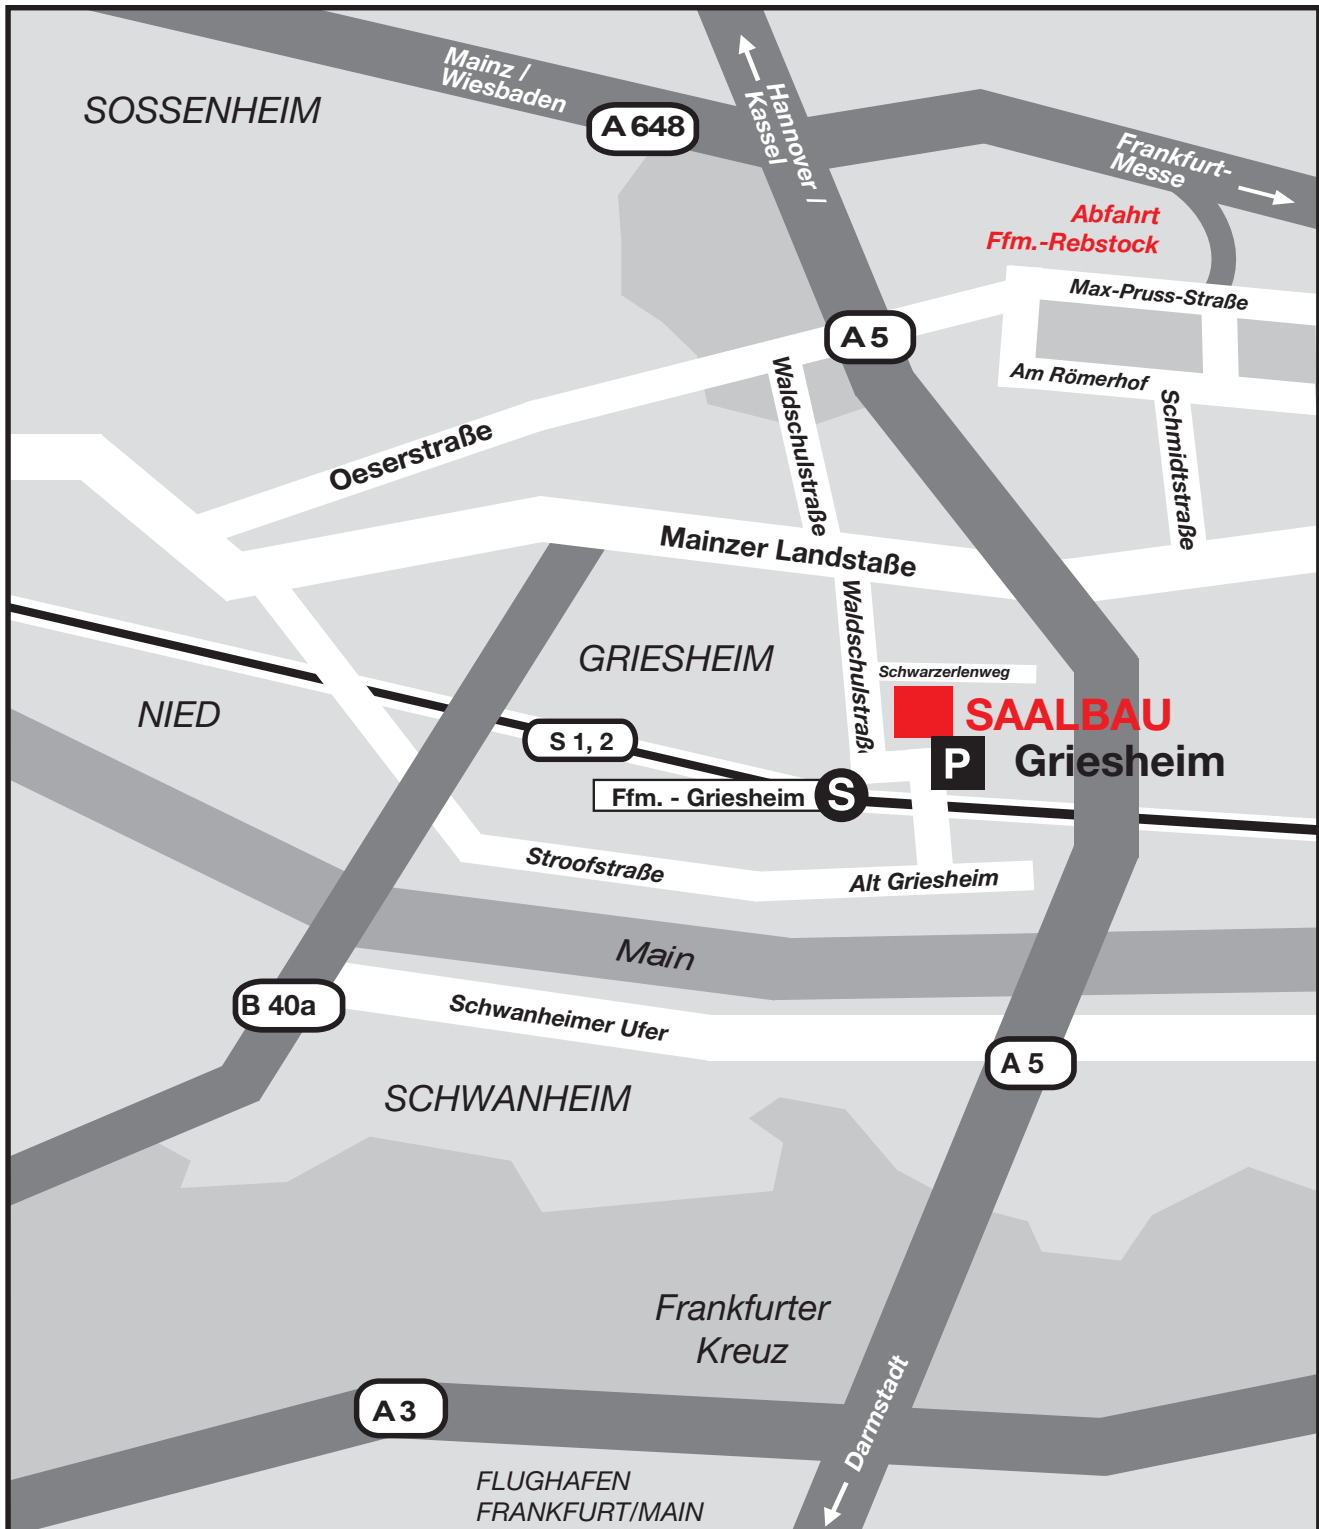 Mainz /
Wiesbaden
SOSSENHEIM
A 648
Hannover /
Kassel
Frankfurt-
Messe
Abfahrt
Ffm.-Rebstock
Max-Pruss-Straße
A 5
Am Römerhof
Waldschulstraße
Schmidtstraße
Oeserstraße
Mainzer Landstaße
Waldschulstraße
GRIESHEIM
Schwarzerlenweg
NIED
SAALBAU
Griesheim
P
S 1, 2
Ffm. - Griesheim
S
Stroofstraße
Alt Griesheim
Main
B 40a
Schwanheimer Ufer
A 5
SCHWANHEIM
Frankfurter
Kreuz
A 3
Darmstadt
FLUGHAFEN
FRANKFURT/MAIN